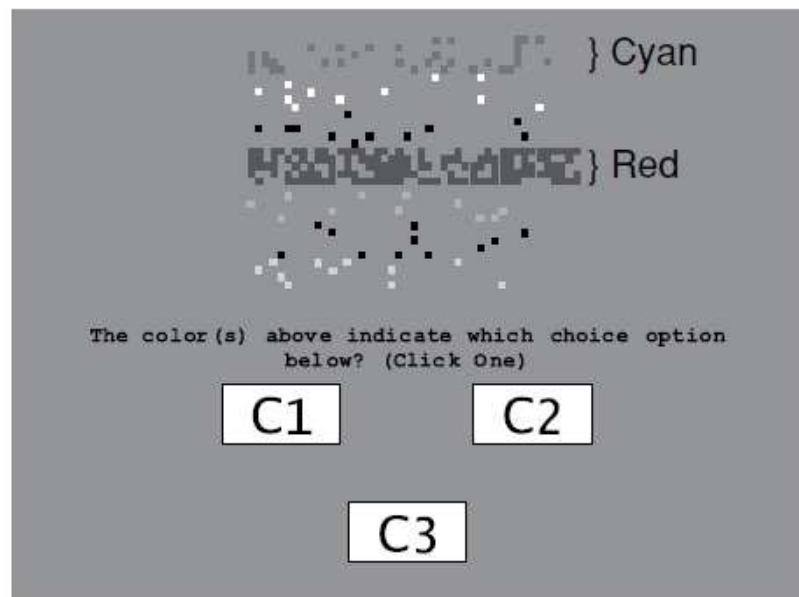 } Cyan
} Red
The color(s) above indicate which choice option
below? (Click One)
C1 C2
C3